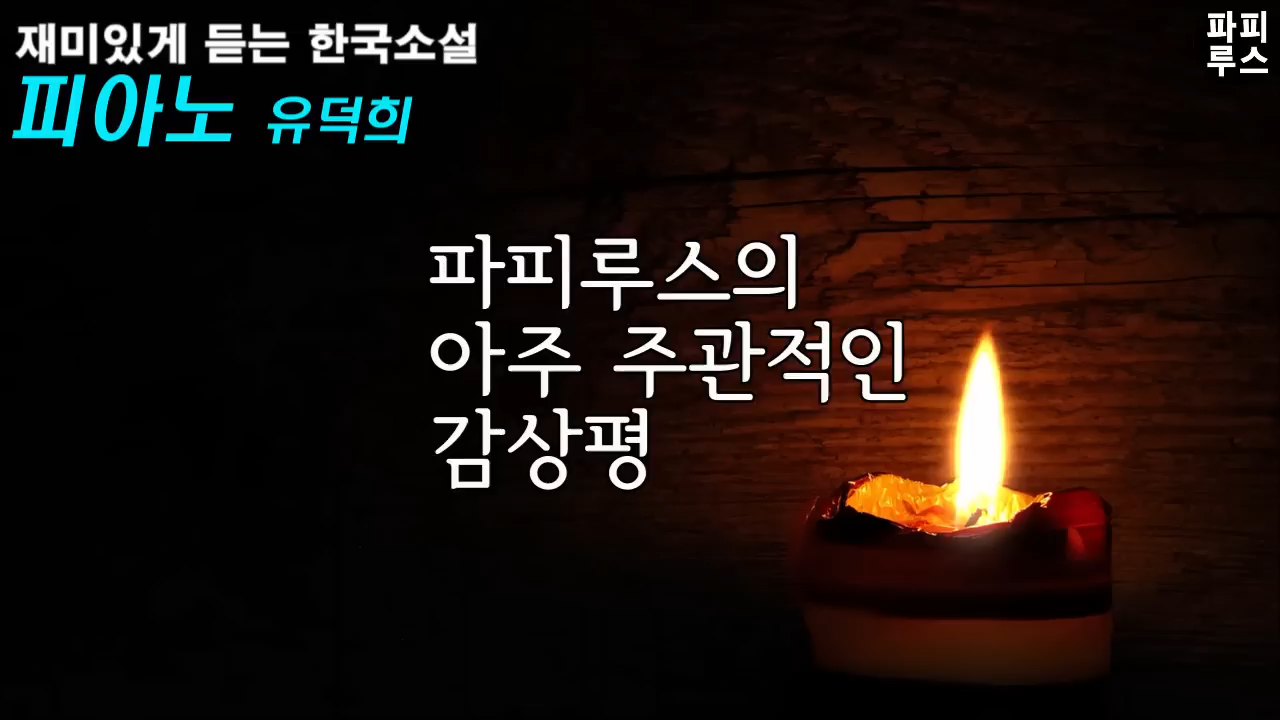 재미있게 듣는 한국소설
피아노 유덕희
파피
루스
파피루스의
아주 주관적인
감상평